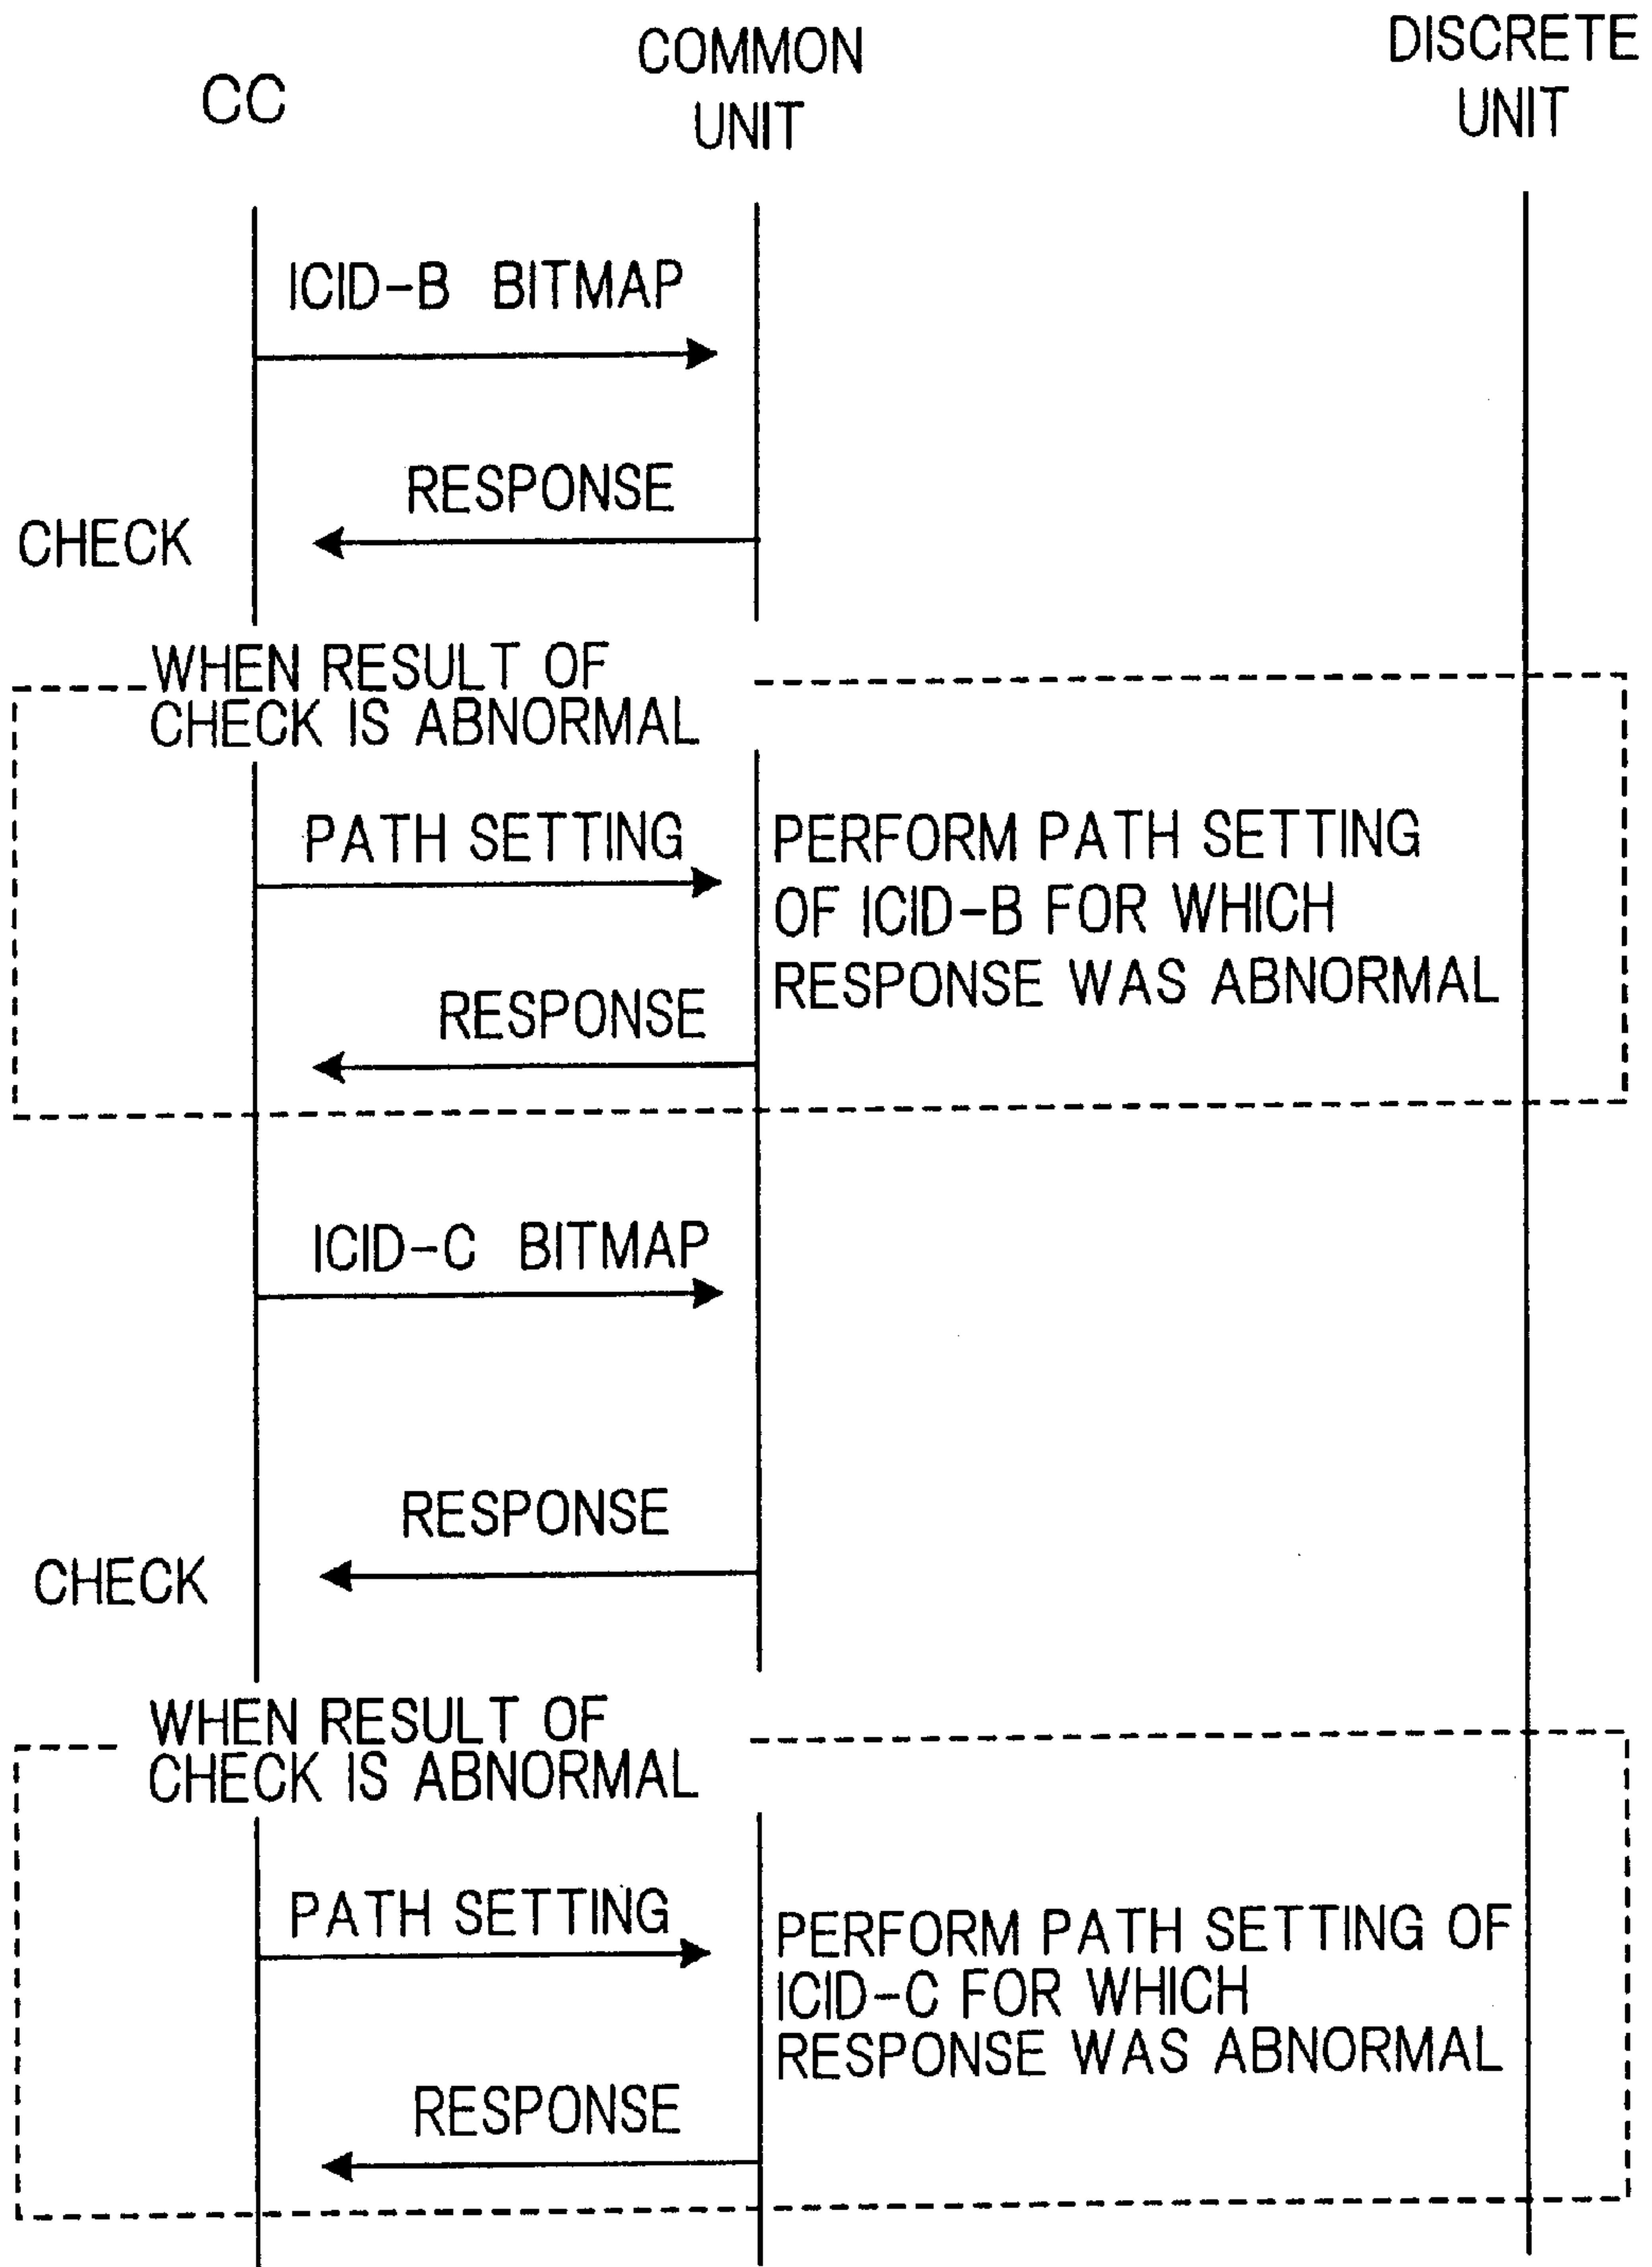 CC
COMMON
UNIT
DISCRETE
UNIT
ICID-B BITMAP
RESPONSE
CHECK
WHEN RESULT OF
CHECK IS ABNORMAL
PATH SETTING
PERFORM PATH SETTING
OF ICID-B FOR WHICH
RESPONSE WAS ABNORMAL
RESPONSE
ICID-C BITMAP
RESPONSE
CHECK
WHEN RESULT OF
CHECK IS ABNORMAL
PATH SETTING
PERFORM PATH SETTING OF
ICID-C FOR WHICH
RESPONSE WAS ABNORMAL
RESPONSE